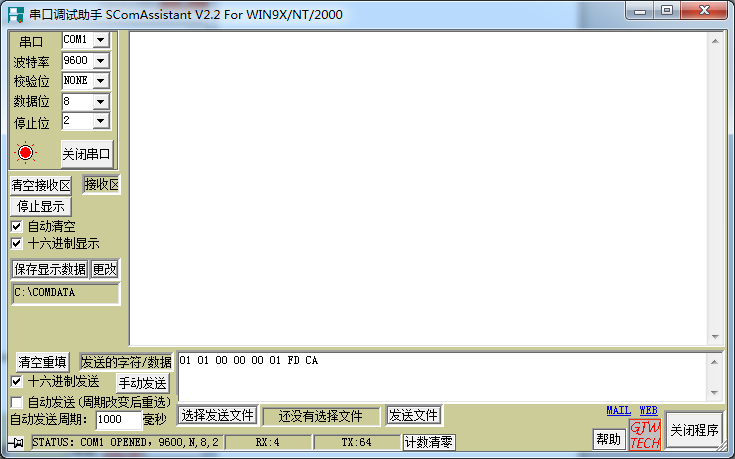 串口调试助手 SComAssistant V2.2 For WIN9X/NT/2000
串口 COM1
波特率 9600
校验位 NONE
数据位 8
停止位 2
关闭串口
清空接收区 接收区
停止显示
自动清空
十六进制显示
保存显示数据 更改
C:\COMDATA
清空重填 发送的字符/数据 01 01 00 00 00 01 FD CA
十六进制发送 手动发送
自动发送(周期改变后重选)
自动发送周期: 1000 毫秒 选择发送文件 还没有选择文件 发送文件
MAIL WEB
帮助 GJW TECH 关闭程序
STATUS: COM1 OPENED, 9600,N,8,2 RX:4 TX:64 计数清零